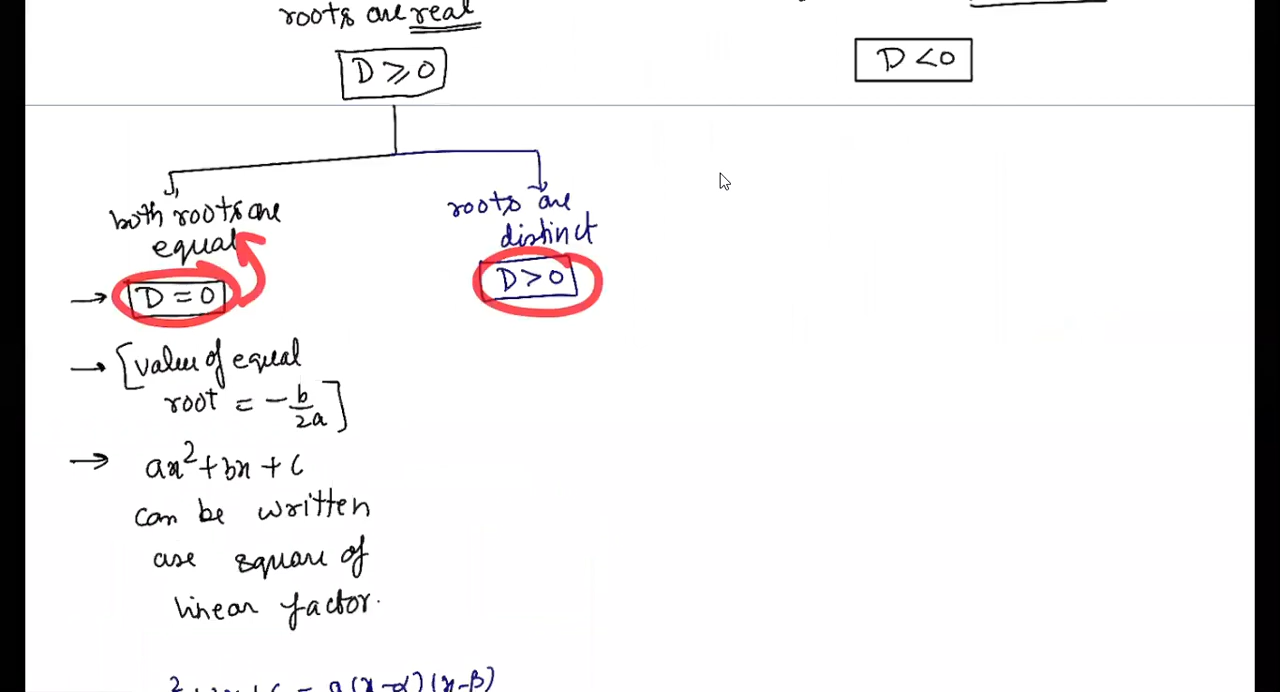 roots are real
D ≥ 0
D < 0
both roots are
equal
→ D = 0
roots are
distinct
D > 0
→ [value of equal
root = -b/2a]
→ ax²+bx+c
can be written
as square of
linear factor.
= a(x-α)(x-β)